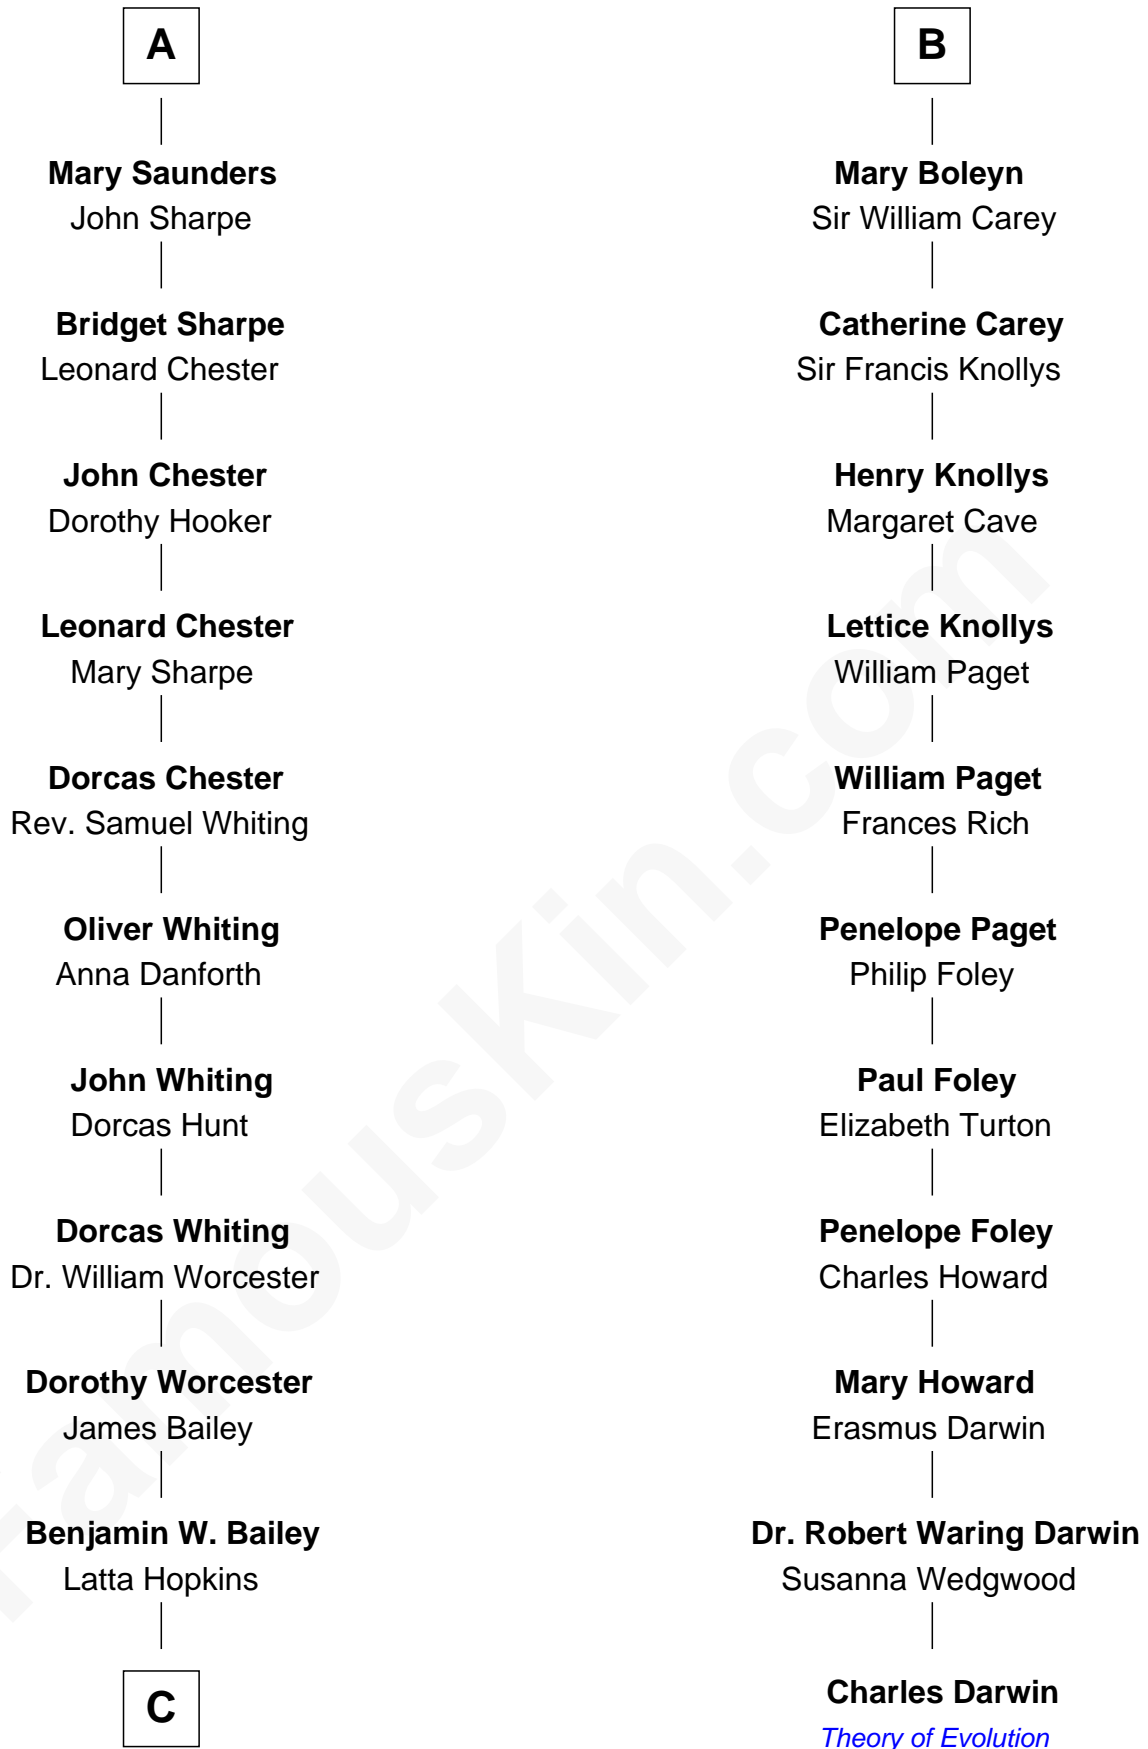 A
Mary Saunders
John Sharpe
Bridget Sharpe
Leonard Chester
John Chester
Dorothy Hooker
Leonard Chester
Mary Sharpe
Dorcas Chester
Rev. Samuel Whiting
Oliver Whiting
Anna Danforth
John Whiting
Dorcas Hunt
Dorcas Whiting
Dr. William Worcester
Dorothy Worcester
James Bailey
Benjamin W. Bailey
Latta Hopkins
C
B
Mary Boleyn
Sir William Carey
Catherine Carey
Sir Francis Knollys
Henry Knollys
Margaret Cave
Lettice Knollys
William Paget
William Paget
Frances Rich
Penelope Paget
Philip Foley
Paul Foley
Elizabeth Turton
Penelope Foley
Charles Howard
Mary Howard
Erasmus Darwin
Dr. Robert Waring Darwin
Susanna Wedgwood
Charles Darwin
Theory of Evolution
FamousKin.com